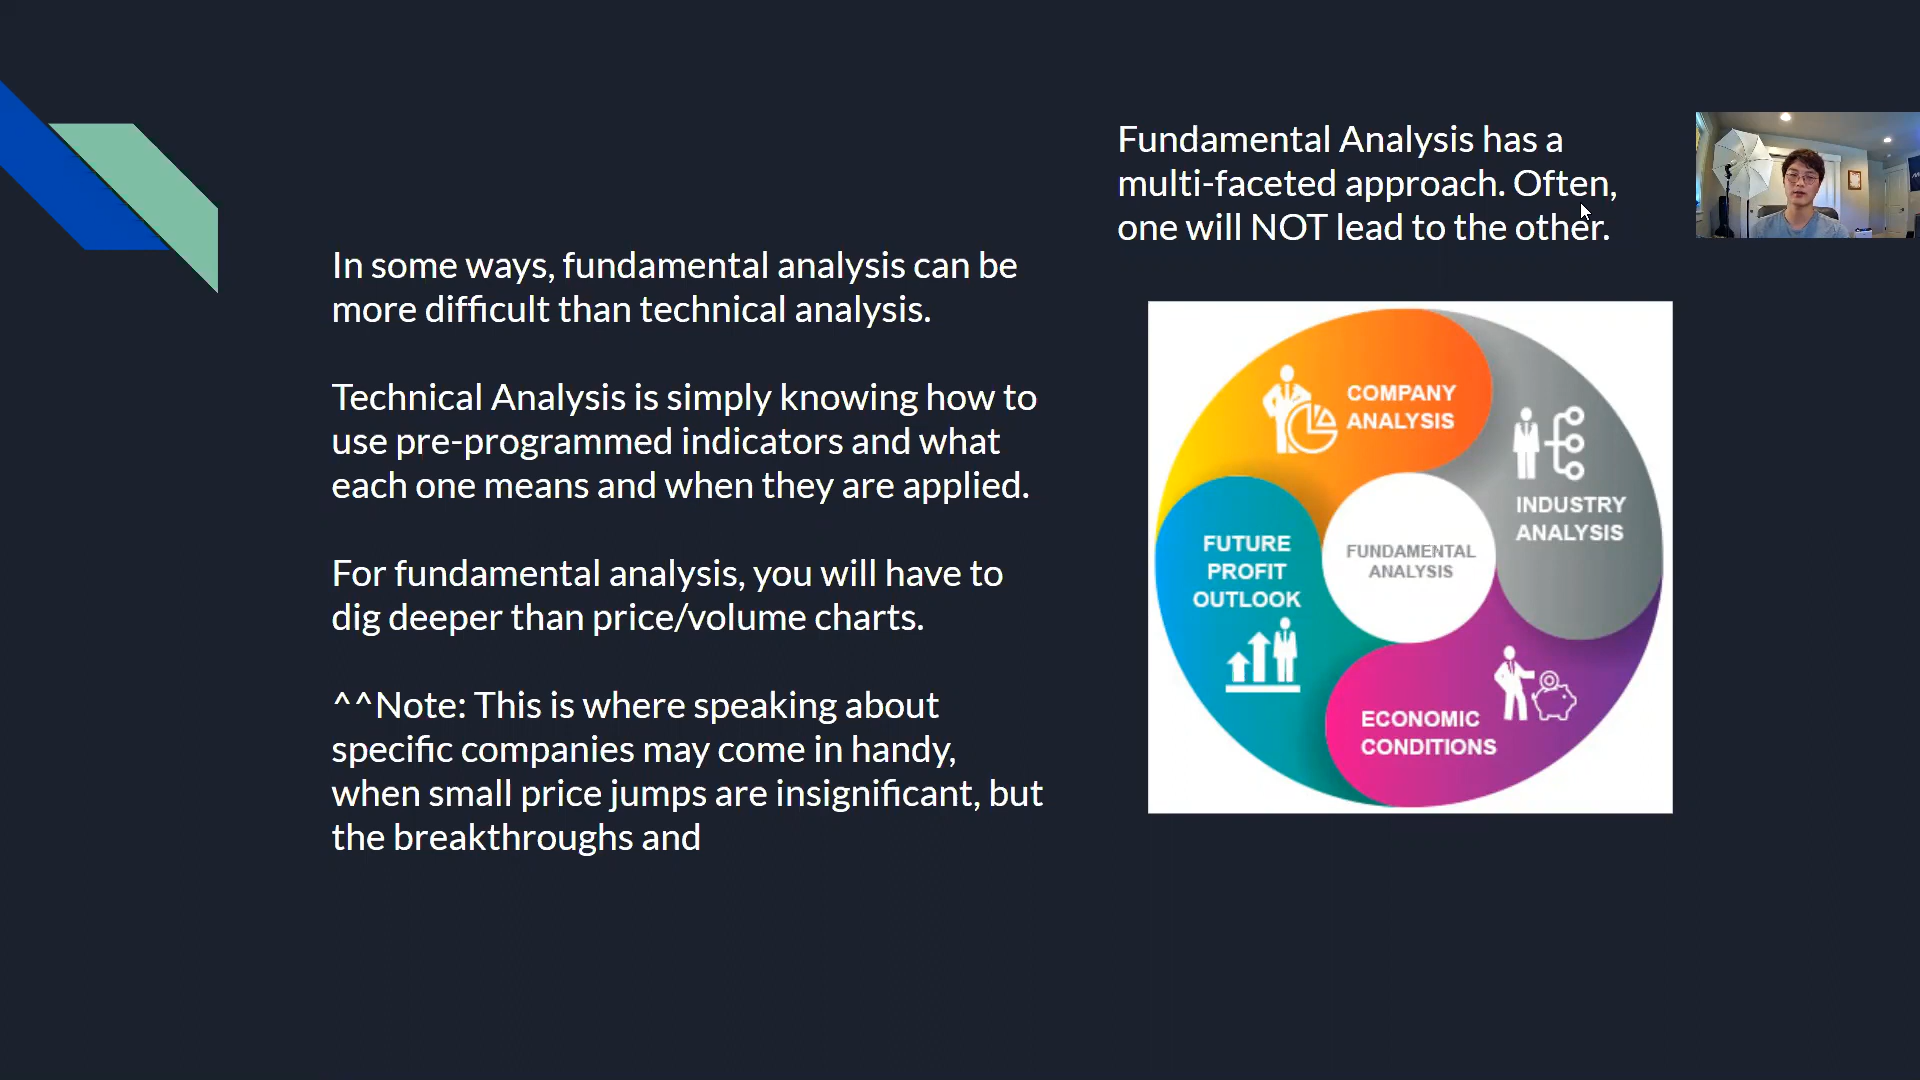 In some ways, fundamental analysis can be
more difficult than technical analysis.
Technical Analysis is simply knowing how to
use pre-programmed indicators and what
each one means and when they are applied.
For fundamental analysis, you will have to
dig deeper than price/volume charts.
^^Note: This is where speaking about
specific companies may come in handy,
when small price jumps are insignificant, but
the breakthroughs and
Fundamental Analysis has a
multi-faceted approach. Often,
one will NOT lead to the other.
COMPANY
ANALYSIS
INDUSTRY
ANALYSIS
FUTURE
PROFIT
OUTLOOK
FUNDAMENTAL
ANALYSIS
ECONOMIC
CONDITIONS